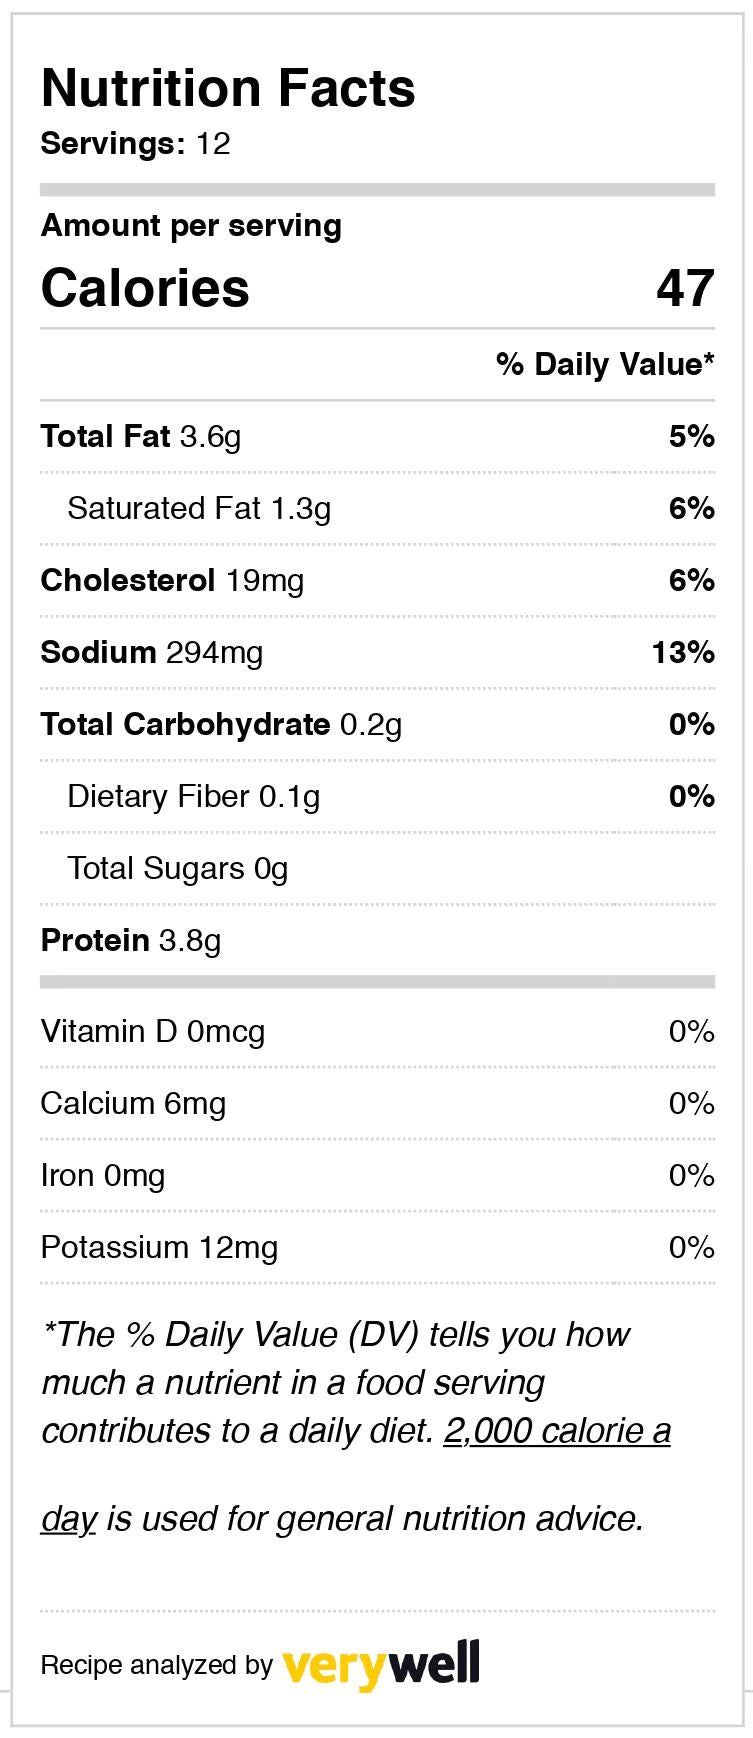 Nutrition Facts
Servings: 12
Amount per serving
Calories 47
% Daily Value*
Total Fat 3.6g 5%
Saturated Fat 1.3g 6%
Cholesterol 19mg 6%
Sodium 294mg 13%
Total Carbohydrate 0.2g 0%
Dietary Fiber 0.1g 0%
Total Sugars 0g
Protein 3.8g
Vitamin D 0mcg 0%
Calcium 6mg 0%
Iron 0mg 0%
Potassium 12mg 0%
*The % Daily Value (DV) tells you how
much a nutrient in a food serving
contributes to a daily diet. 2,000 calorie a
day is used for general nutrition advice.
Recipe analyzed by verywell